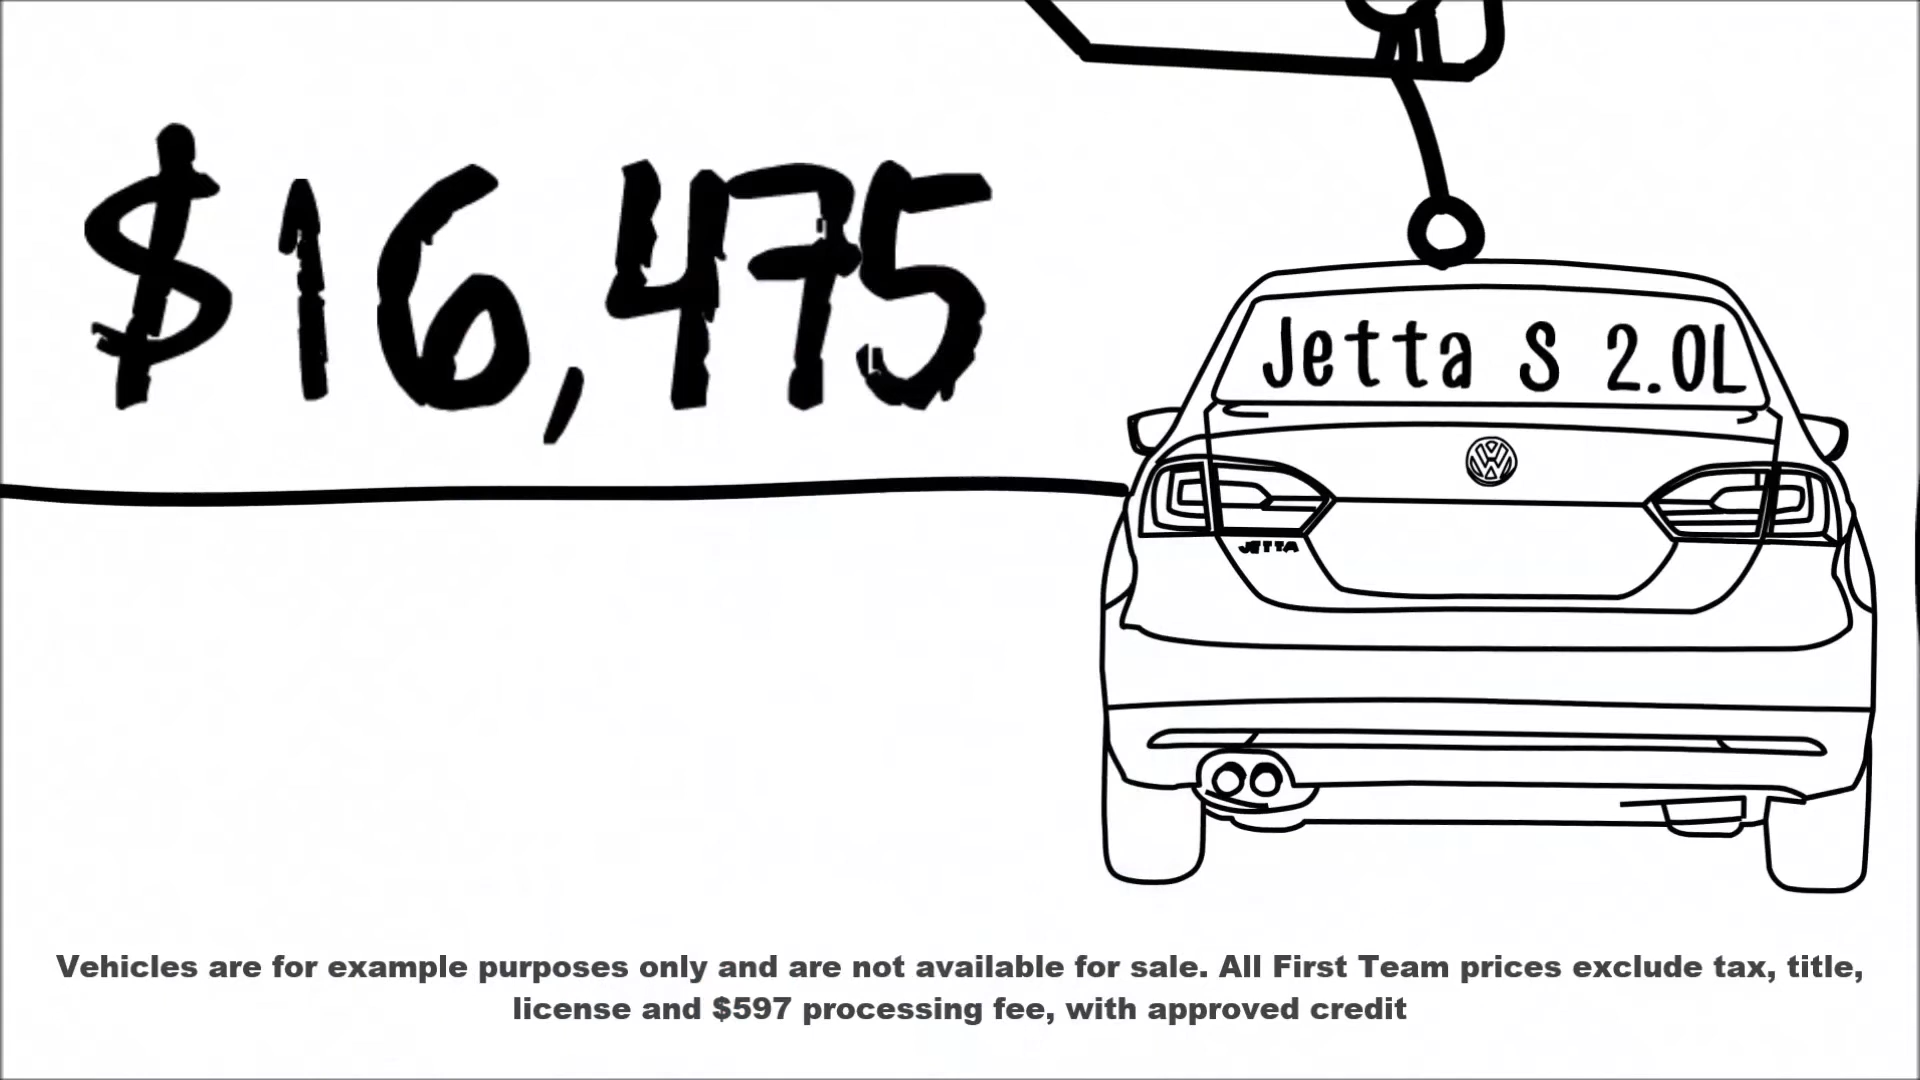 $16,475
Jetta S 2.0L
JETTA
Vehicles are for example purposes only and are not available for sale. All First Team prices exclude tax, title,
license and $597 processing fee, with approved credit